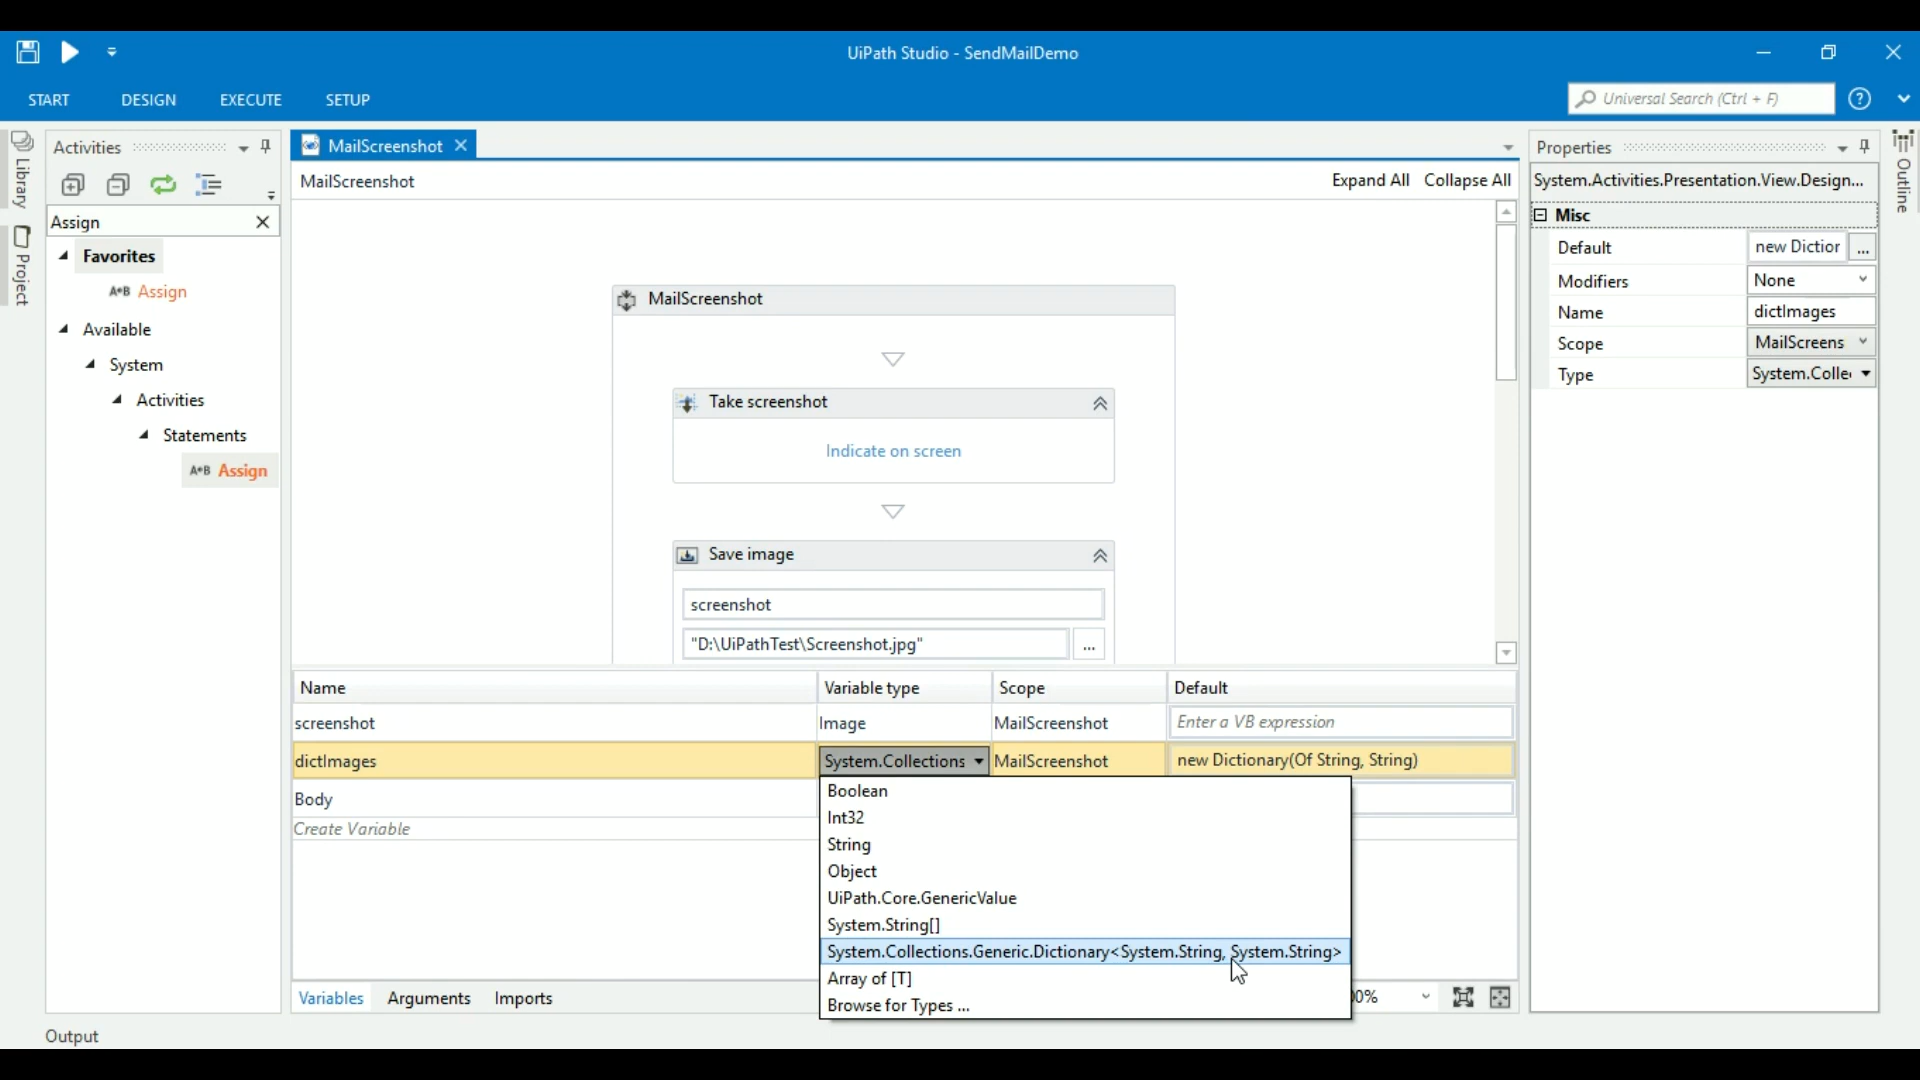 UiPath Studio - SendMailDemo
START DESIGN EXECUTE SETUP
Universal Search (Ctrl + F)
?
Library
Project
Activities
Assign
Favorites
A*B Assign
Available
System
Activities
Statements
A*B Assign
MailScreenshot
MailScreenshot
Expand All Collapse All
MailScreenshot
Take screenshot
Indicate on screen
Save image
screenshot
"D:\UiPathTest\Screenshot.jpg"
...
Name Variable type Scope Default
screenshot Image MailScreenshot Enter a VB expression
dictImages System.Collections MailScreenshot new Dictionary(Of String, String)
Body
Create Variable
Boolean
Int32
String
Object
UiPath.Core.GenericValue
System.String[]
System.Collections.Generic.Dictionary<System.String, System.String>
Array of [T]
Browse for Types ...
Variables Arguments Imports
00%
Output
Properties
System.Activities.Presentation.View.Design...
Misc
Default new Dictior ...
Modifiers None
Name dictImages
Scope MailScreens
Type System.Colle
Outline